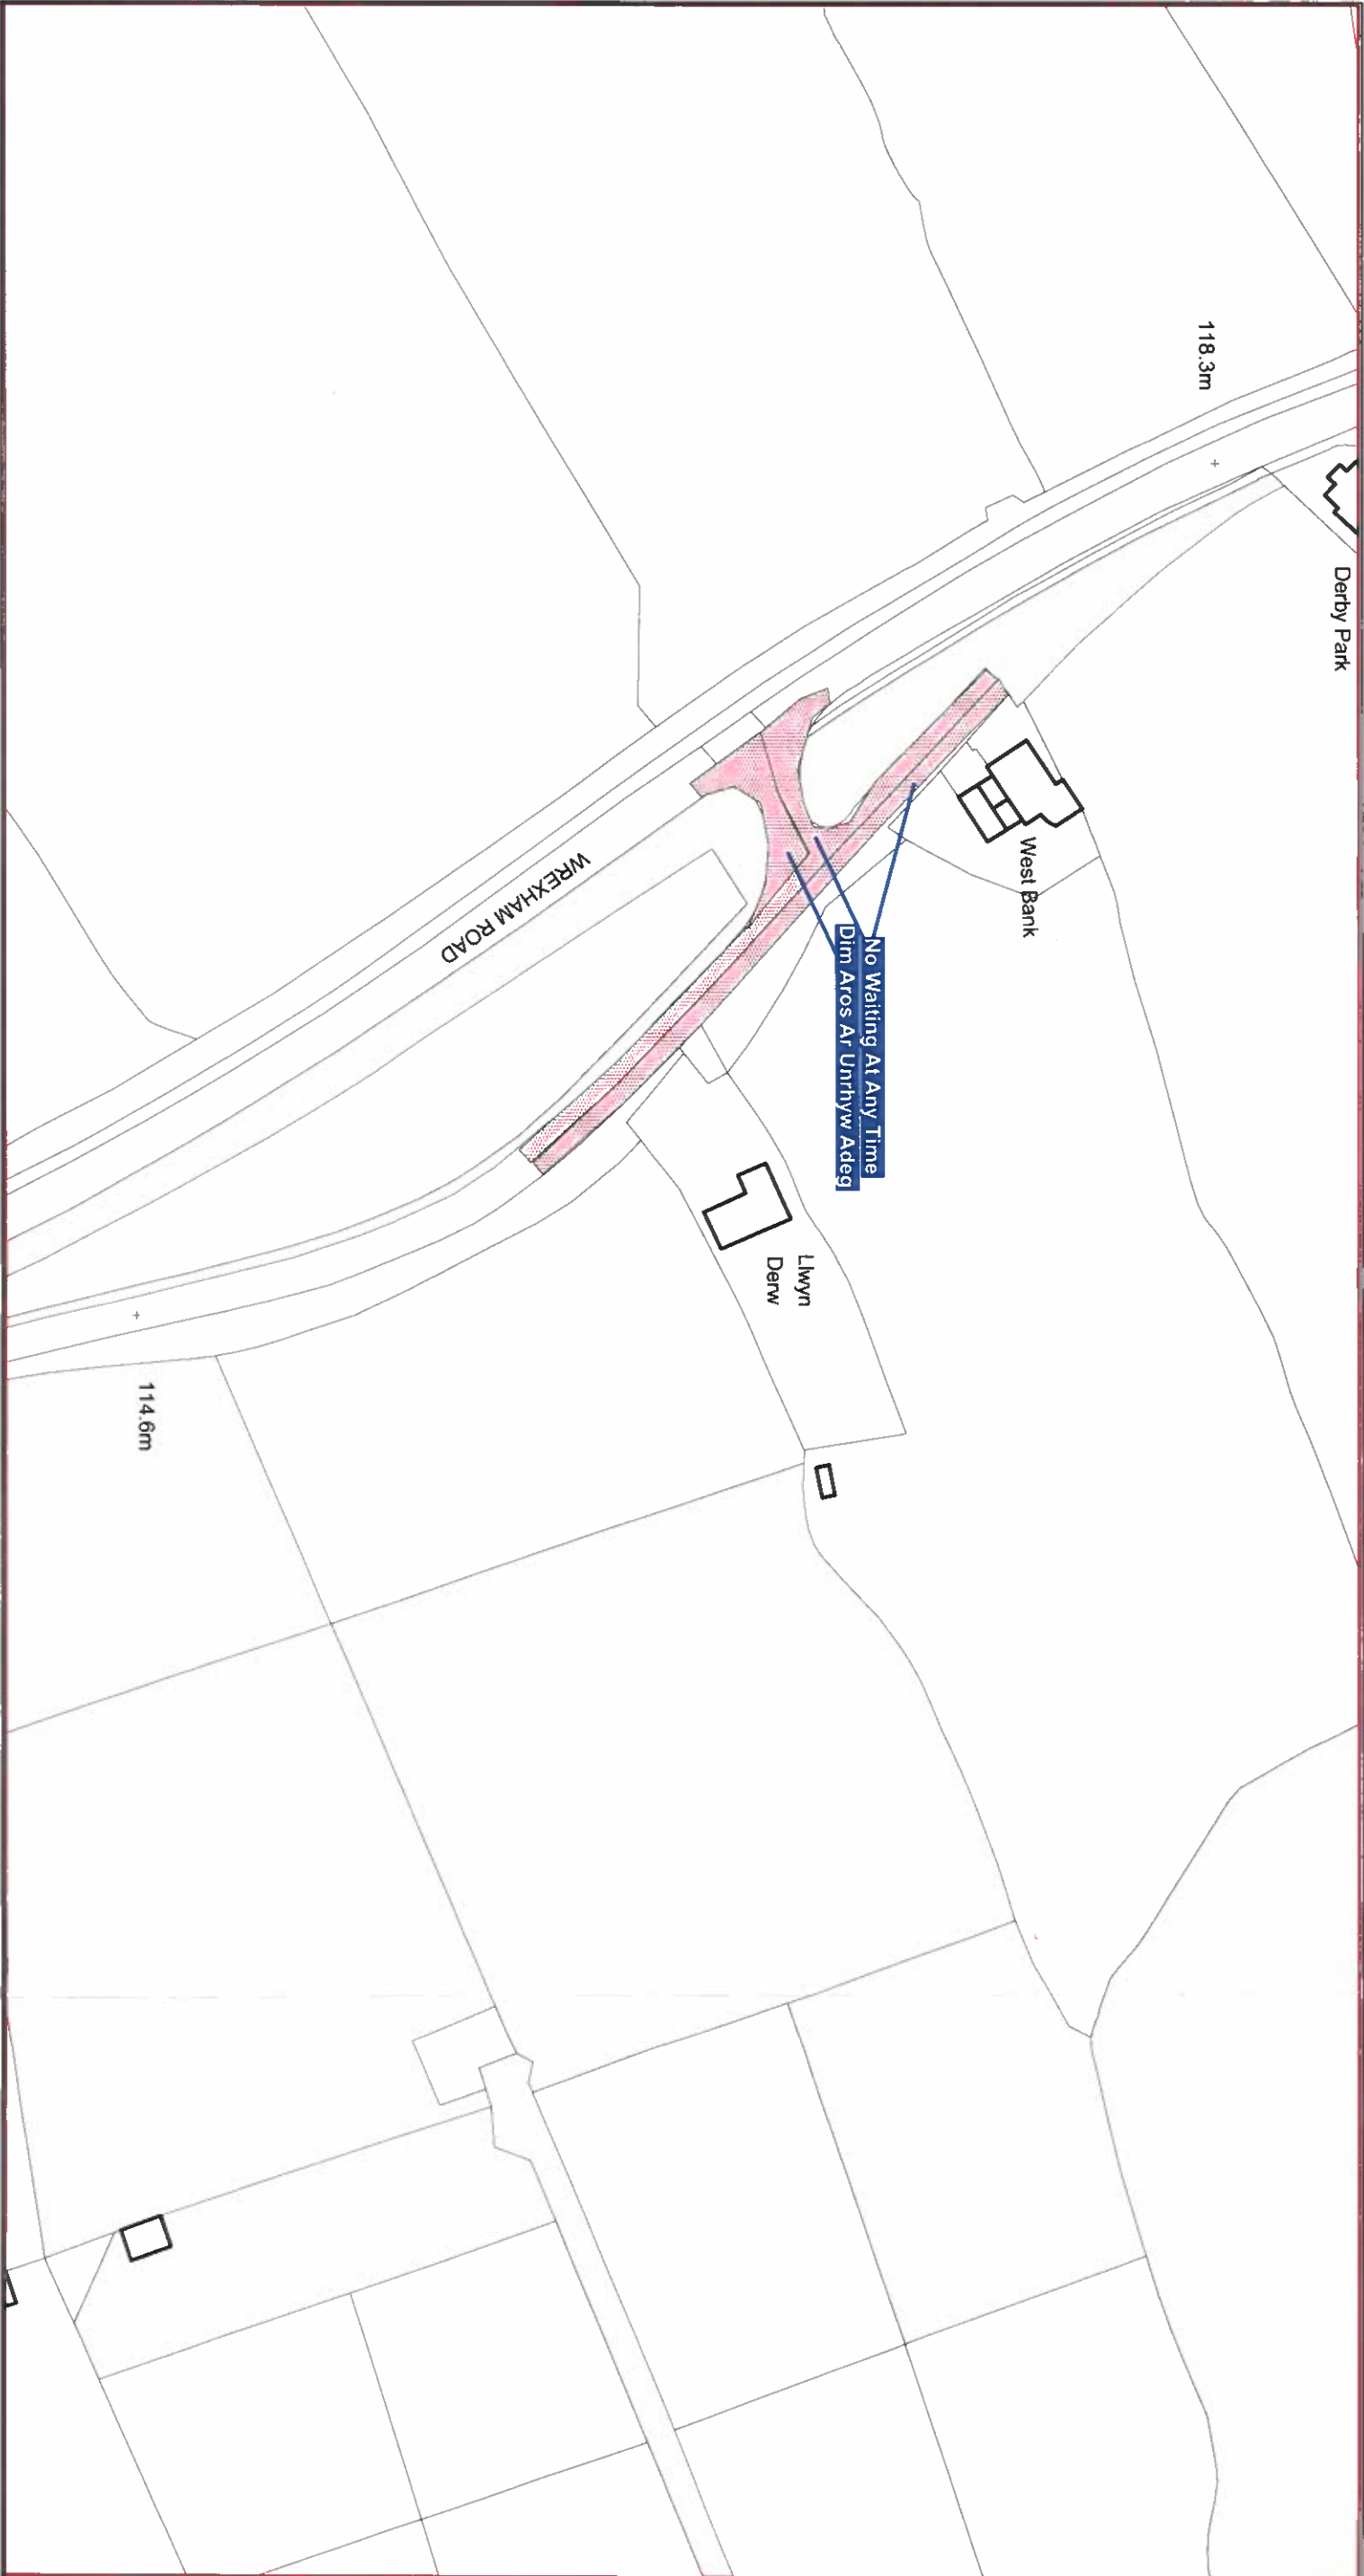 Derby Park
118.3m
West Bank
No Waiting At Any Time
Dim Aros Ar Unrhyw Adeg
WREXHAM ROAD
Llwyn
Derw
114.6m